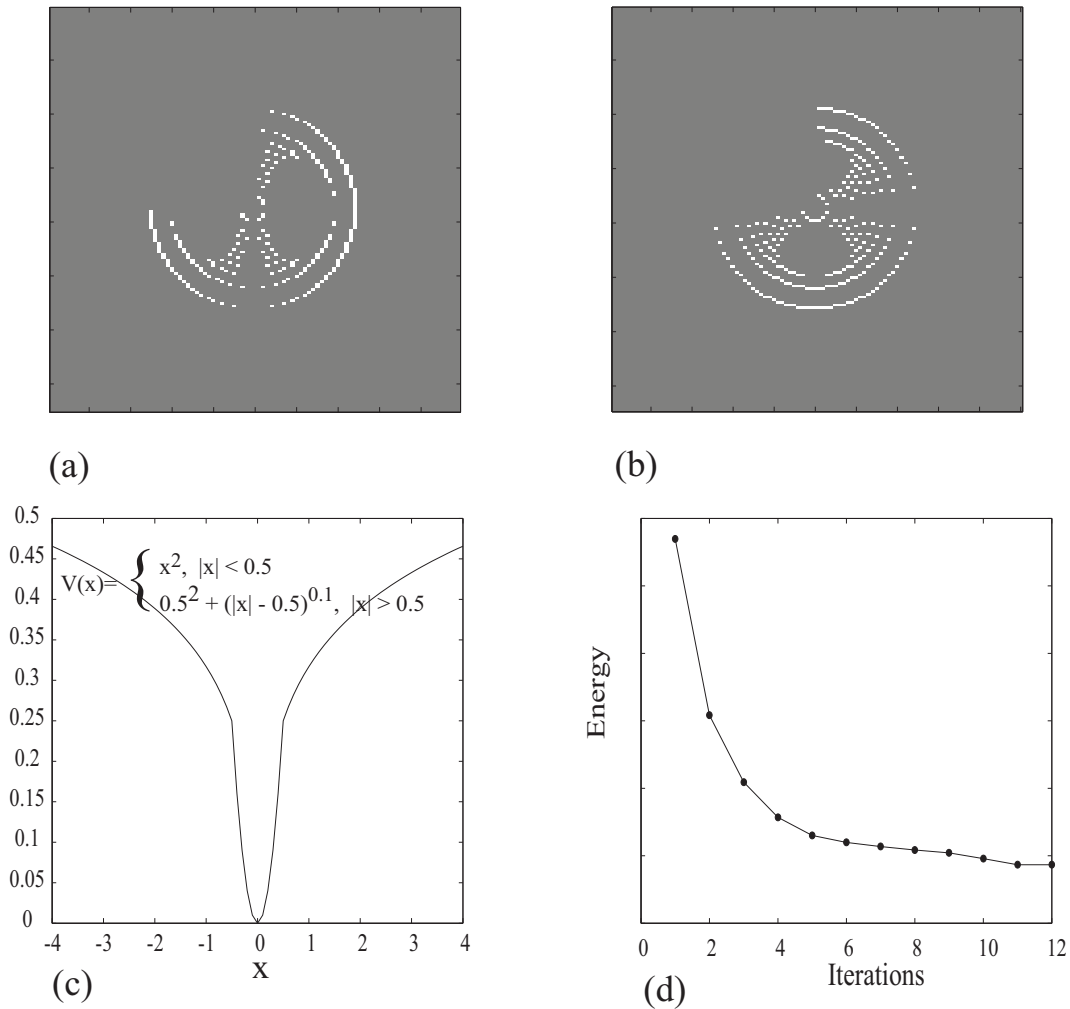 (a)
(b)
0.5
0.45
0.4
0.35
0.3
0.25
0.2
0.15
0.1
0.05
0
V(x)= { x², |x| < 0.5
0.5² + (|x| - 0.5)^0.1, |x| > 0.5
-4 -3 -2 -1 0 1 2 3 4
x
(c)
Energy
0 2 4 6 8 10 12
Iterations
(d)